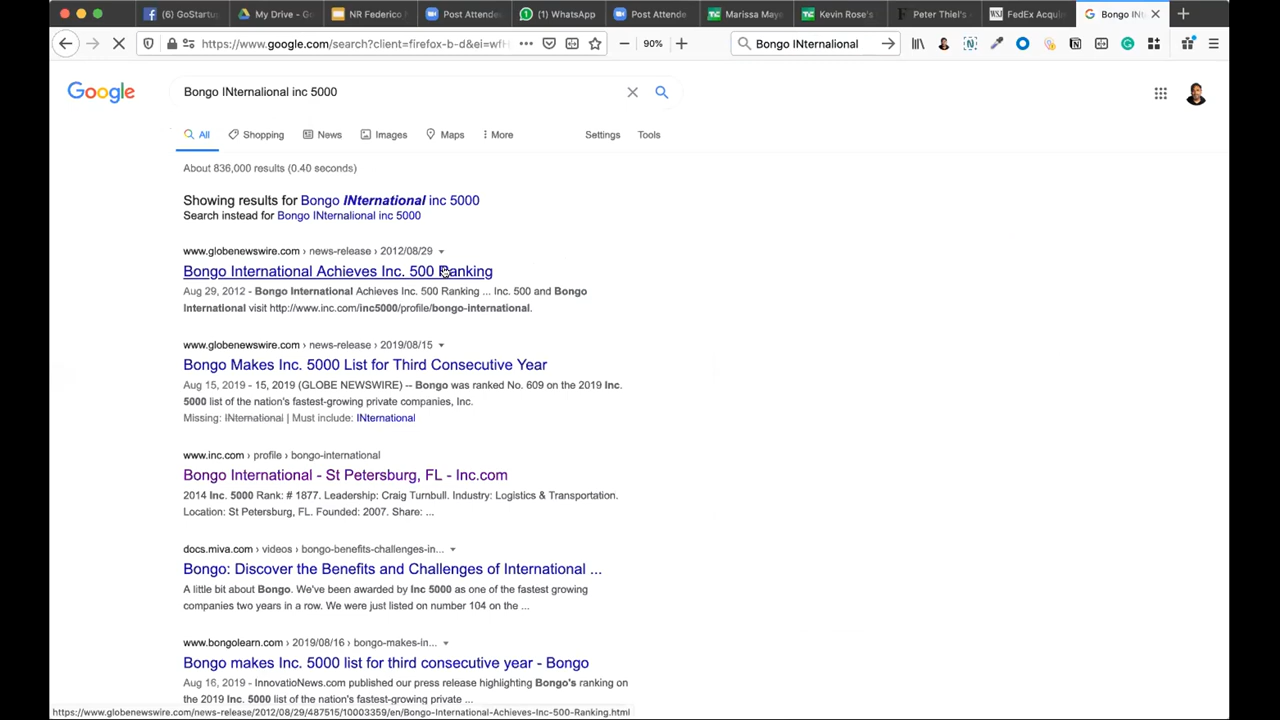 (6) GoStartu
My Drive - Go
NR Federico
Post Attende
(1) WhatsApp
Post Attende
Marissa Maye
Kevin Rose's
Peter Thiel's
FedEx Acqui
Bongo INt
https://www.google.com/search?client=firefox-b-d&ei=wfH
90%
Bongo INternalional
Google
Bongo INternalional inc 5000
All
Shopping
News
Images
Maps
More
Settings
Tools
About 836,000 results (0.40 seconds)
Showing results for Bongo INternational inc 5000
Search instead for Bongo INternalional inc 5000
www.globenewswire.com › news-release › 2012/08/29
Bongo International Achieves Inc. 500 Ranking
Aug 29, 2012 - Bongo International Achieves Inc. 500 Ranking ... Inc. 500 and Bongo
International visit http://www.inc.com/inc5000/profile/bongo-international.
www.globenewswire.com › news-release › 2019/08/15
Bongo Makes Inc. 5000 List for Third Consecutive Year
Aug 15, 2019 - 15, 2019 (GLOBE NEWSWIRE) -- Bongo was ranked No. 609 on the 2019 Inc.
5000 list of the nation's fastest-growing private companies, Inc.
Missing: INternational | Must include: INternational
www.inc.com › profile › bongo-international
Bongo International - St Petersburg, FL - Inc.com
2014 Inc. 5000 Rank: # 1877. Leadership: Craig Turnbull. Industry: Logistics & Transportation.
Location: St Petersburg, FL. Founded: 2007. Share: ...
docs.miva.com › videos › bongo-benefits-challenges-in...
Bongo: Discover the Benefits and Challenges of International ...
A little bit about Bongo. We've been awarded by Inc 5000 as one of the fastest growing
companies two years in a row. We were just listed on number 104 on the ...
www.bongolearn.com › 2019/08/16 › bongo-makes-in...
Bongo makes Inc. 5000 list for third consecutive year - Bongo
Aug 16, 2019 - InnovatioNews.com published our press release highlighting Bongo's ranking on
the 2019 Inc. 5000 list of the nation's fastest-growing private companies ...
https://www.globenewswire.com/news-release/2012/08/29/487515/10003359/en/Bongo-International-Achieves-Inc-500-Ranking.html